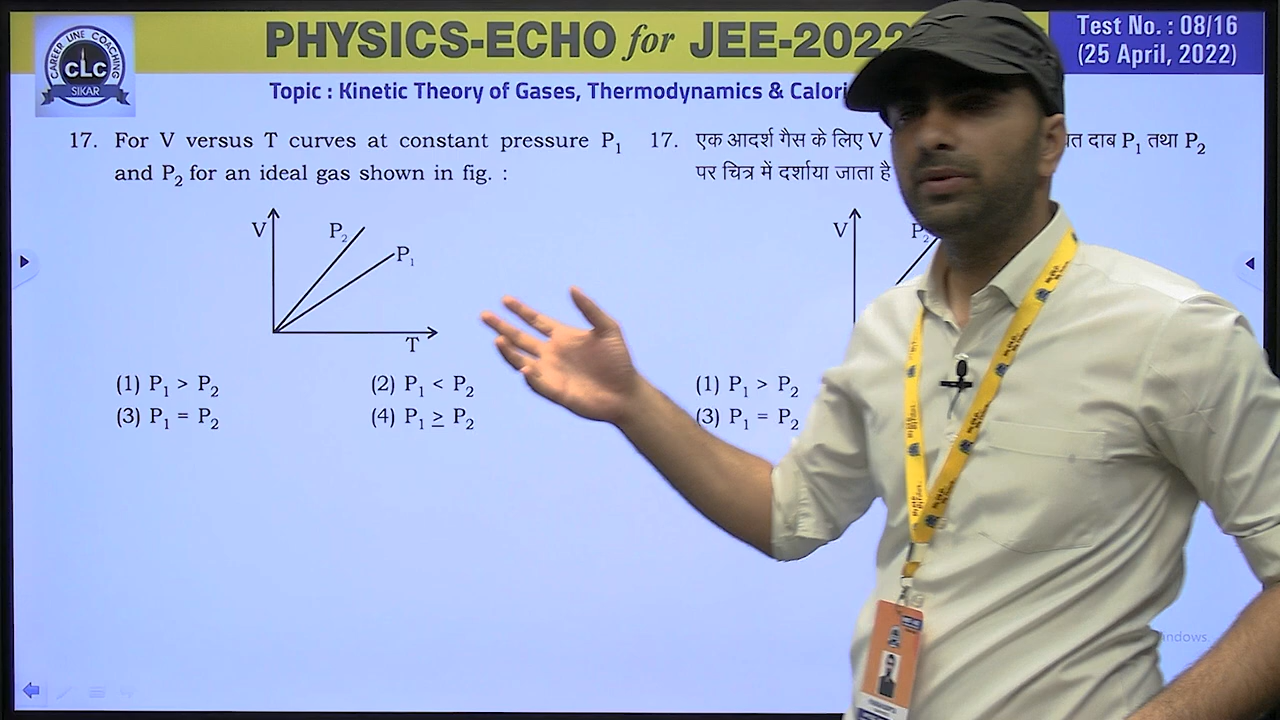 CAREER LINE COACHING
CLC
SIKAR
PHYSICS-ECHO for JEE-2022
Test No. : 08/16
(25 April, 2022)
Topic : Kinetic Theory of Gases, Thermodynamics &
17. For V versus T curves at constant pressure P₁
and P₂ for an ideal gas shown in fig. :
V
P₂
P₁
T
(1) P₁ > P₂ (2) P₁ < P₂
(3) P₁ = P₂ (4) P₁ ≥ P₂
17. एक आदर्श गैस के लिए V दाब P₁ तथा P₂
पर चित्र में दर्शाया जाता है
V
P₂
(1) P₁ > P₂
(3) P₁ = P₂